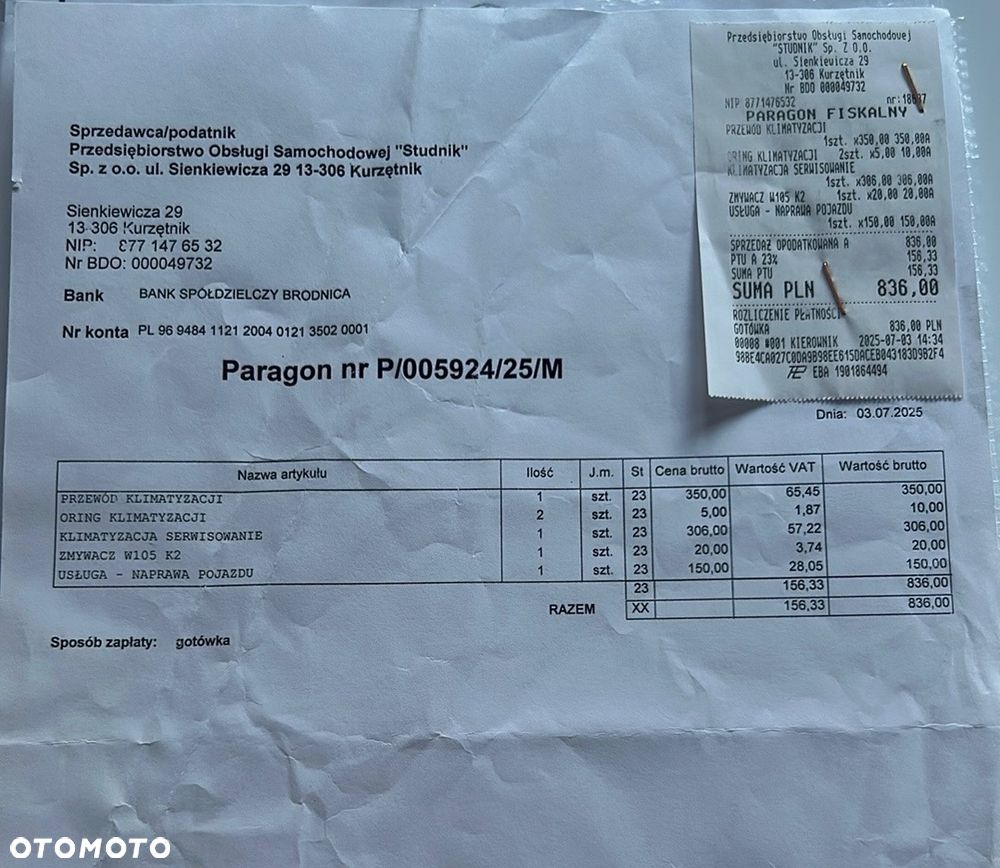 Sprzedawca/podatnik
Przedsiębiorstwo Obsługi Samochodowej "Studnik"
Sp. z o.o. ul. Sienkiewicza 29 13-306 Kurzętnik
Sienkiewicza 29
13-306 Kurzętnik
NIP: 877 147 65 32
Nr BDO: 000049732
Bank BANK SPÓŁDZIELCZY BRODNICA
Nr konta PL 96 9484 1121 2004 0121 3502 0001
Paragon nr P/005924/25/M
Przedsiębiorstwo Obsługi Samochodowej
"STUDNIK" Sp. Z O.O.
ul. Sienkiewicza 29
13-306 Kurzętnik
Nr BDO 000049732
NIP 8771476532 nr:
PARAGON FISKALNY
PRZEWÓD KLIMATYZACJI
1szt. x350,00 350,00A
ORING KLIMATYZACJI 2szt. x5,00 10,00A
KLIMATYZACJA SERWISOWANIE
1szt. x306,00 306,00A
ZMYWACZ W105 K2 1szt. x20,00 20,00A
USŁUGA - NAPRAWA POJAZDU
1szt. x150,00 150,00A
SPRZEDAŻ OPODATKOWANA A 836,00
PTU A 23% 156,33
SUMA PTU 156,33
SUMA PLN 836,00
ROZLICZENIE PŁATNOŚCI
GOTÓWKA 836,00 PLN
00008 #001 KIEROWNIK 2025-07-03 14:34
98BE4CA027C0DA9B98EE615DACEB043183D9B2F4
EBA 1901864494
Dnia: 03.07.2025
Nazwa artykułu Ilość J.m. St Cena brutto Wartość VAT Wartość brutto
PRZEWÓD KLIMATYZACJI 1 szt. 23 350,00 65,45 350,00
ORING KLIMATYZACJI 2 szt. 23 5,00 1,87 10,00
KLIMATYZACJA SERWISOWANIE 1 szt. 23 306,00 57,22 306,00
ZMYWACZ W105 K2 1 szt. 23 20,00 3,74 20,00
USŁUGA - NAPRAWA POJAZDU 1 szt. 23 150,00 28,05 150,00
23 156,33 836,00
RAZEM XX 156,33 836,00
Sposób zapłaty: gotówka
OTOMOTO